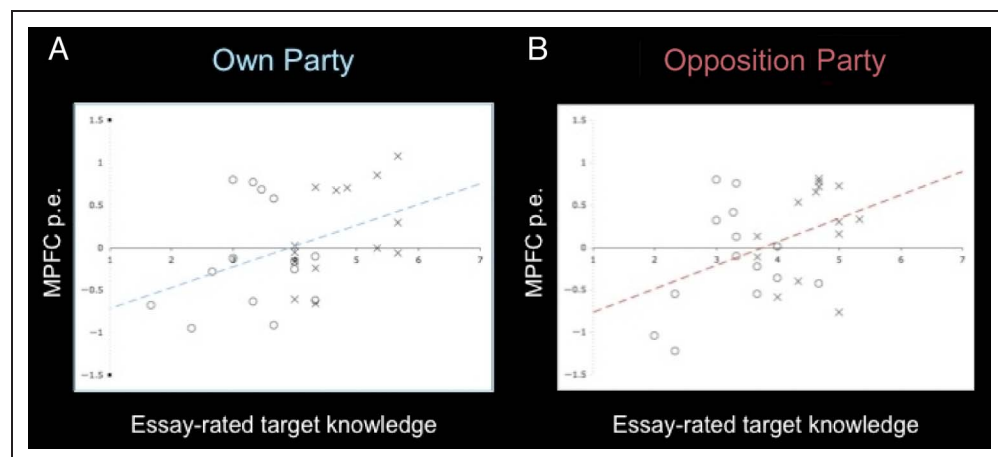 A
Own Party
MPFC p.e.
1.5
1
0.5
0
−0.5
−1
−1.5
1 2 3 4 5 6 7
Essay-rated target knowledge
B
Opposition Party
MPFC p.e.
1.5
1
0.5
0
−0.5
−1
−1.5
1 2 3 4 5 6 7
Essay-rated target knowledge